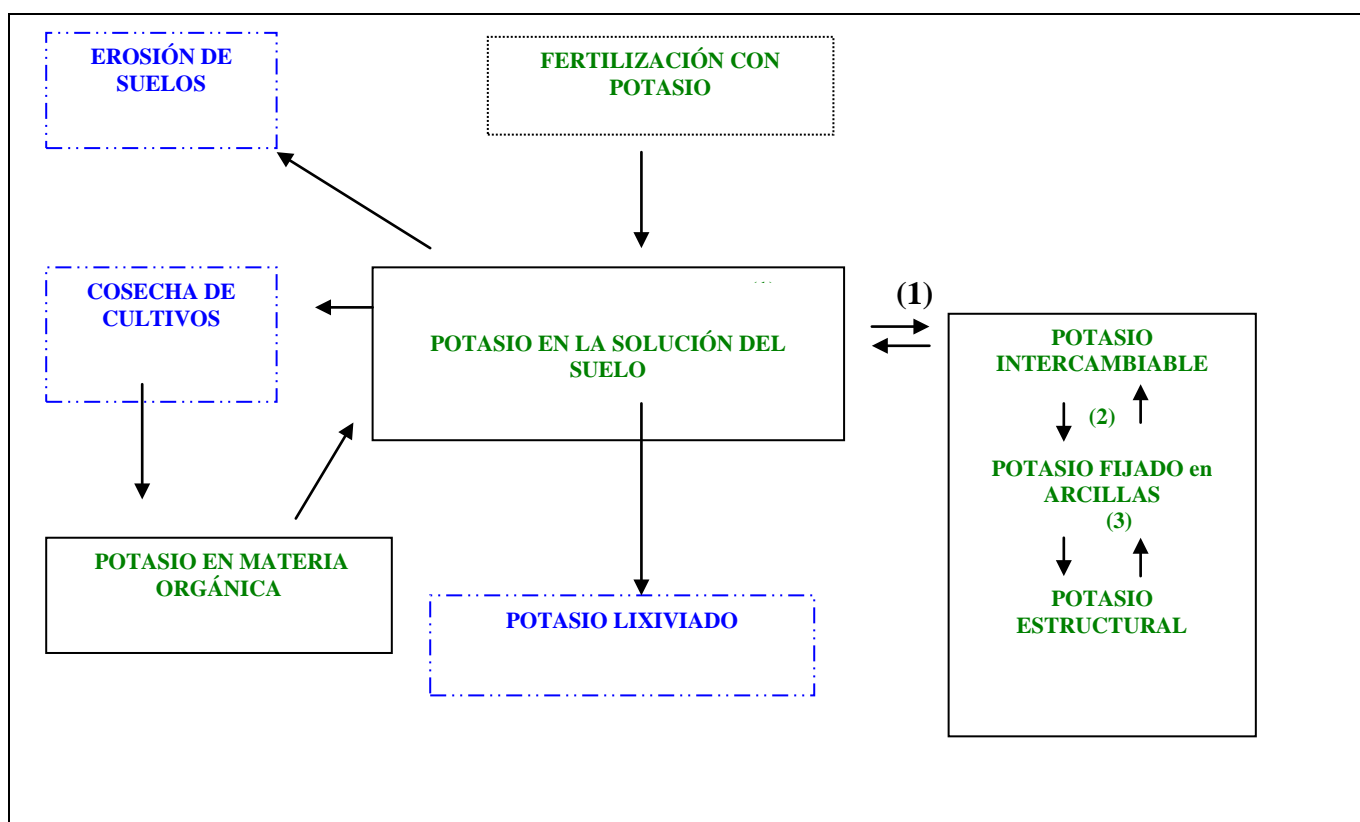 EROSIÓN DE
SUELOS
FERTILIZACIÓN CON
POTASIO
COSECHA DE
CULTIVOS
POTASIO EN LA SOLUCIÓN DEL
SUELO
(1)
POTASIO
INTERCAMBIABLE
(2)
POTASIO FIJADO en
ARCILLAS
(3)
POTASIO
ESTRUCTURAL
POTASIO EN MATERIA
ORGÁNICA
POTASIO LIXIVIADO